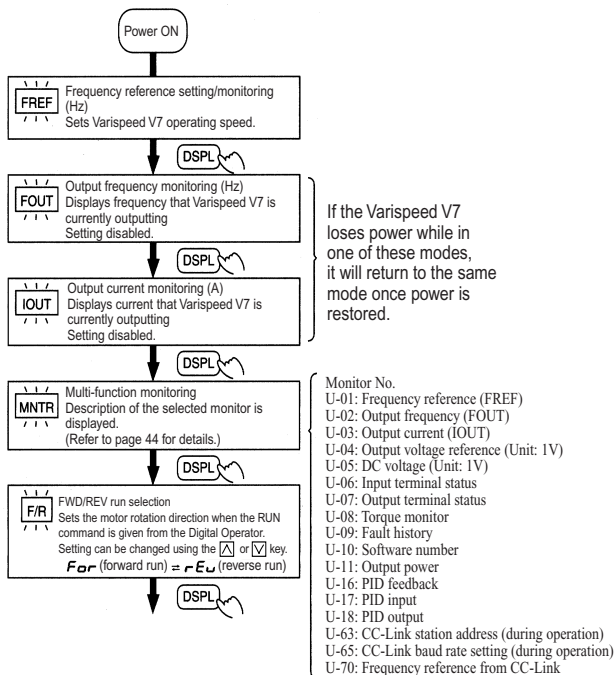 Power ON
FREF
Frequency reference setting/monitoring
(Hz)
Sets Varispeed V7 operating speed.
DSPL
FOUT
Output frequency monitoring (Hz)
Displays frequency that Varispeed V7 is
currently outputting
Setting disabled.
DSPL
IOUT
Output current monitoring (A)
Displays current that Varispeed V7 is
currently outputting
Setting disabled.
If the Varispeed V7
loses power while in
one of these modes,
it will return to the same
mode once power is
restored.
DSPL
MNTR
Multi-function monitoring
Description of the selected monitor is
displayed.
(Refer to page 44 for details.)
Monitor No.
U-01: Frequency reference (FREF)
U-02: Output frequency (FOUT)
U-03: Output current (IOUT)
U-04: Output voltage reference (Unit: 1V)
U-05: DC voltage (Unit: 1V)
U-06: Input terminal status
U-07: Output terminal status
U-08: Torque monitor
U-09: Fault history
U-10: Software number
U-11: Output power
U-16: PID feedback
U-17: PID input
U-18: PID output
U-63: CC-Link station address (during operation)
U-65: CC-Link baud rate setting (during operation)
U-70: Frequency reference from CC-Link
DSPL
F/R
FWD/REV run selection
Sets the motor rotation direction when the RUN
command is given from the Digital Operator.
Setting can be changed using the ∧ or ∨ key.
For (forward run) ⇌ rEu (reverse run)
DSPL